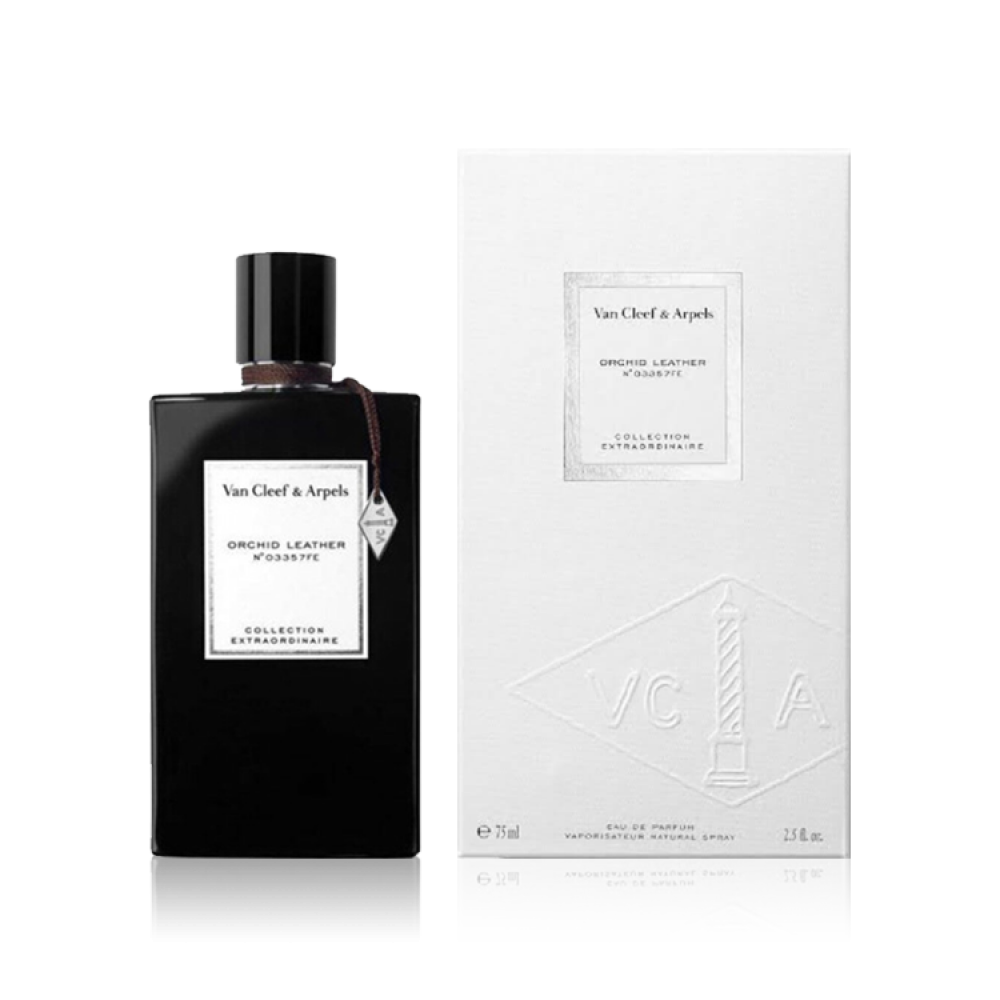 Van Cleef & Arpels
ORCHID LEATHER
N°03357FE
COLLECTION
EXTRAORDINAIRE
VC A
Van Cleef & Arpels
ORCHID LEATHER
N°03357FE
COLLECTION
EXTRAORDINAIRE
VC A
e 75 ml
EAU DE PARFUM
VAPORISATEUR NATURAL SPRAY
2.5 fl. oz.